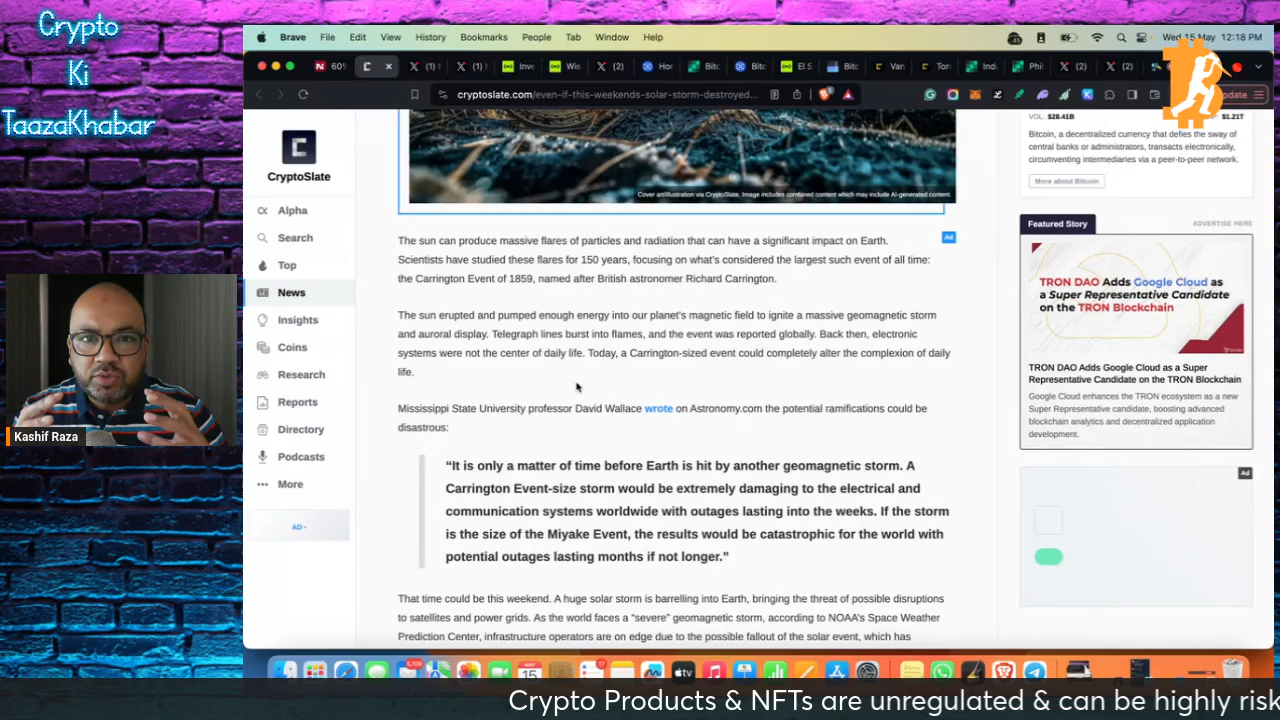 Crypto
Ki
TaazaKhabar
Brave File Edit View History Bookmarks People Tab Window Help
Wed 15 May 12:18 PM
cryptoslate.com/even-if-this-weekends-solar-storm-destroyed...
CryptoSlate
Alpha
Search
Top
News
Insights
Coins
Research
Reports
Directory
Podcasts
More
AD
Cover art/illustration via CryptoSlate. Image includes combined content which may include AI-generated content.
Ad
The sun can produce massive flares of particles and radiation that can have a significant impact on Earth.
Scientists have studied these flares for 150 years, focusing on what's considered the largest such event of all time:
the Carrington Event of 1859, named after British astronomer Richard Carrington.
The sun erupted and pumped enough energy into our planet's magnetic field to ignite a massive geomagnetic storm
and auroral display. Telegraph lines burst into flames, and the event was reported globally. Back then, electronic
systems were not the center of daily life. Today, a Carrington-sized event could completely alter the complexion of daily
life.
Mississippi State University professor David Wallace wrote on Astronomy.com the potential ramifications could be
disastrous:
“It is only a matter of time before Earth is hit by another geomagnetic storm. A
Carrington Event-size storm would be extremely damaging to the electrical and
communication systems worldwide with outages lasting into the weeks. If the storm
is the size of the Miyake Event, the results would be catastrophic for the world with
potential outages lasting months if not longer.”
That time could be this weekend. A huge solar storm is barrelling into Earth, bringing the threat of possible disruptions
to satellites and power grids. As the world faces a “severe” geomagnetic storm, according to NOAA's Space Weather
Prediction Center, infrastructure operators are on edge due to the possible fallout of the solar event, which has
VOL. $28.41B $1.21T
Bitcoin, a decentralized currency that defies the sway of
central banks or administrators, transacts electronically,
circumventing intermediaries via a peer-to-peer network.
More about Bitcoin
Featured Story
ADVERTISE HERE
TRON DAO Adds Google Cloud as
a Super Representative Candidate
on the TRON Blockchain
TRON DAO Adds Google Cloud as a Super
Representative Candidate on the TRON Blockchain
Google Cloud enhances the TRON ecosystem as a new
Super Representative candidate, boosting advanced
blockchain analytics and decentralized application
development.
Ad
Kashif Raza
Crypto Products & NFTs are unregulated & can be highly risk